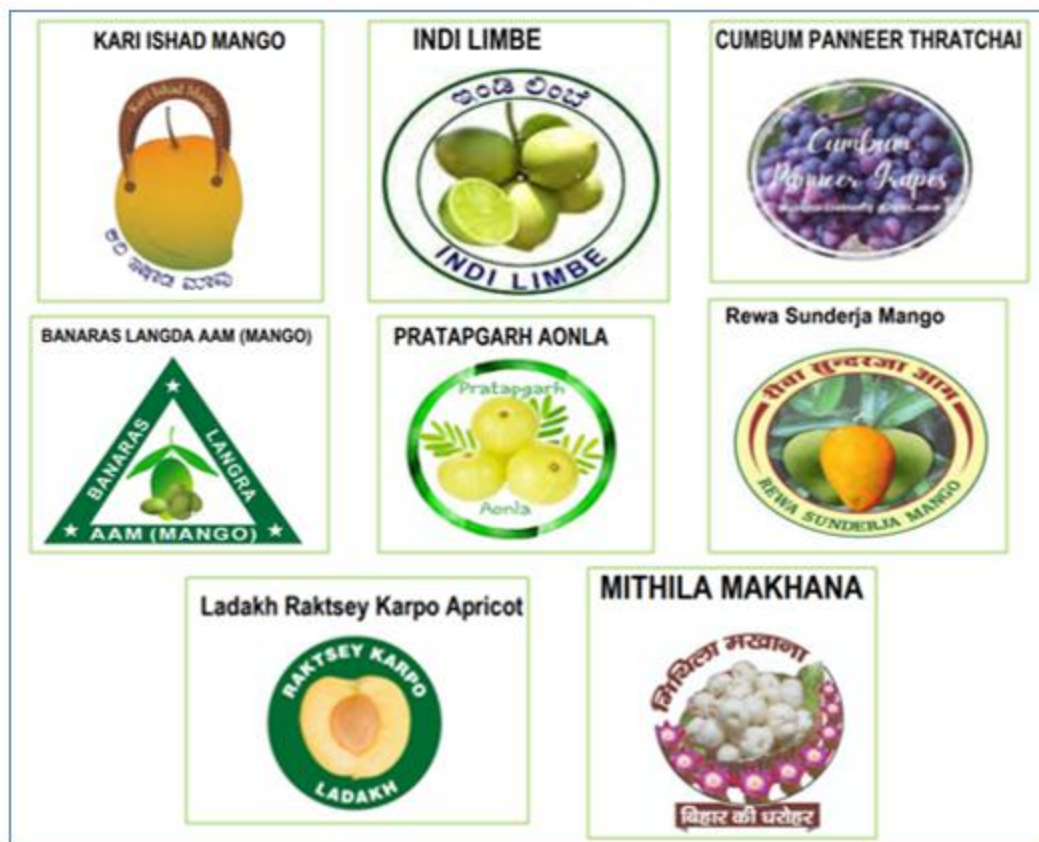 KARI ISHAD MANGO
Kari Ishad Mango
ಕರಿ ಇಷಾಡ ಮಾವು
INDI LIMBE
ಇಂಡಿ ಲಿಂಬೆ
INDI LIMBE
CUMBUM PANNEER THRATCHAI
Cumbum
Panneer Grapes
BANARAS LANGDA AAM (MANGO)
BANARAS
LANGRA
AAM (MANGO)
PRATAPGARH AONLA
Pratapgarh
Aonla
Rewa Sunderja Mango
रीवा सुन्दरजा आम
REWA SUNDERJA MANGO
Ladakh Raktsey Karpo Apricot
RAKTSEY KARPO
LADAKH
MITHILA MAKHANA
मिथिला मखाना
बिहार की धरोहर